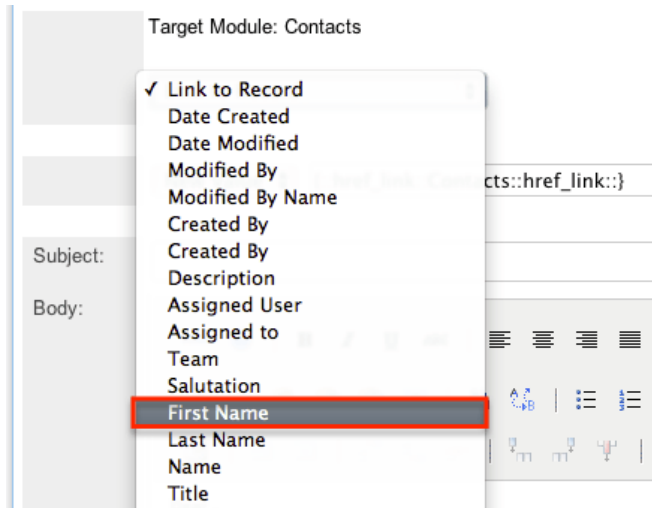 Target Module: Contacts
✓ Link to Record
Date Created
Date Modified
Modified By
Modified By Name
cts::href_link::}
Created By
Created By
Subject:
Description
Body:
Assigned User
Assigned to
Team
Salutation
First Name
Last Name
Name
Title